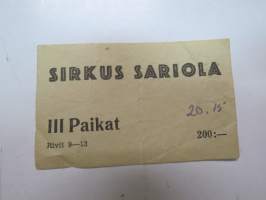 SIRKUS SARIOLA
20.15
III Paikat
Rivit 9—13
200:—